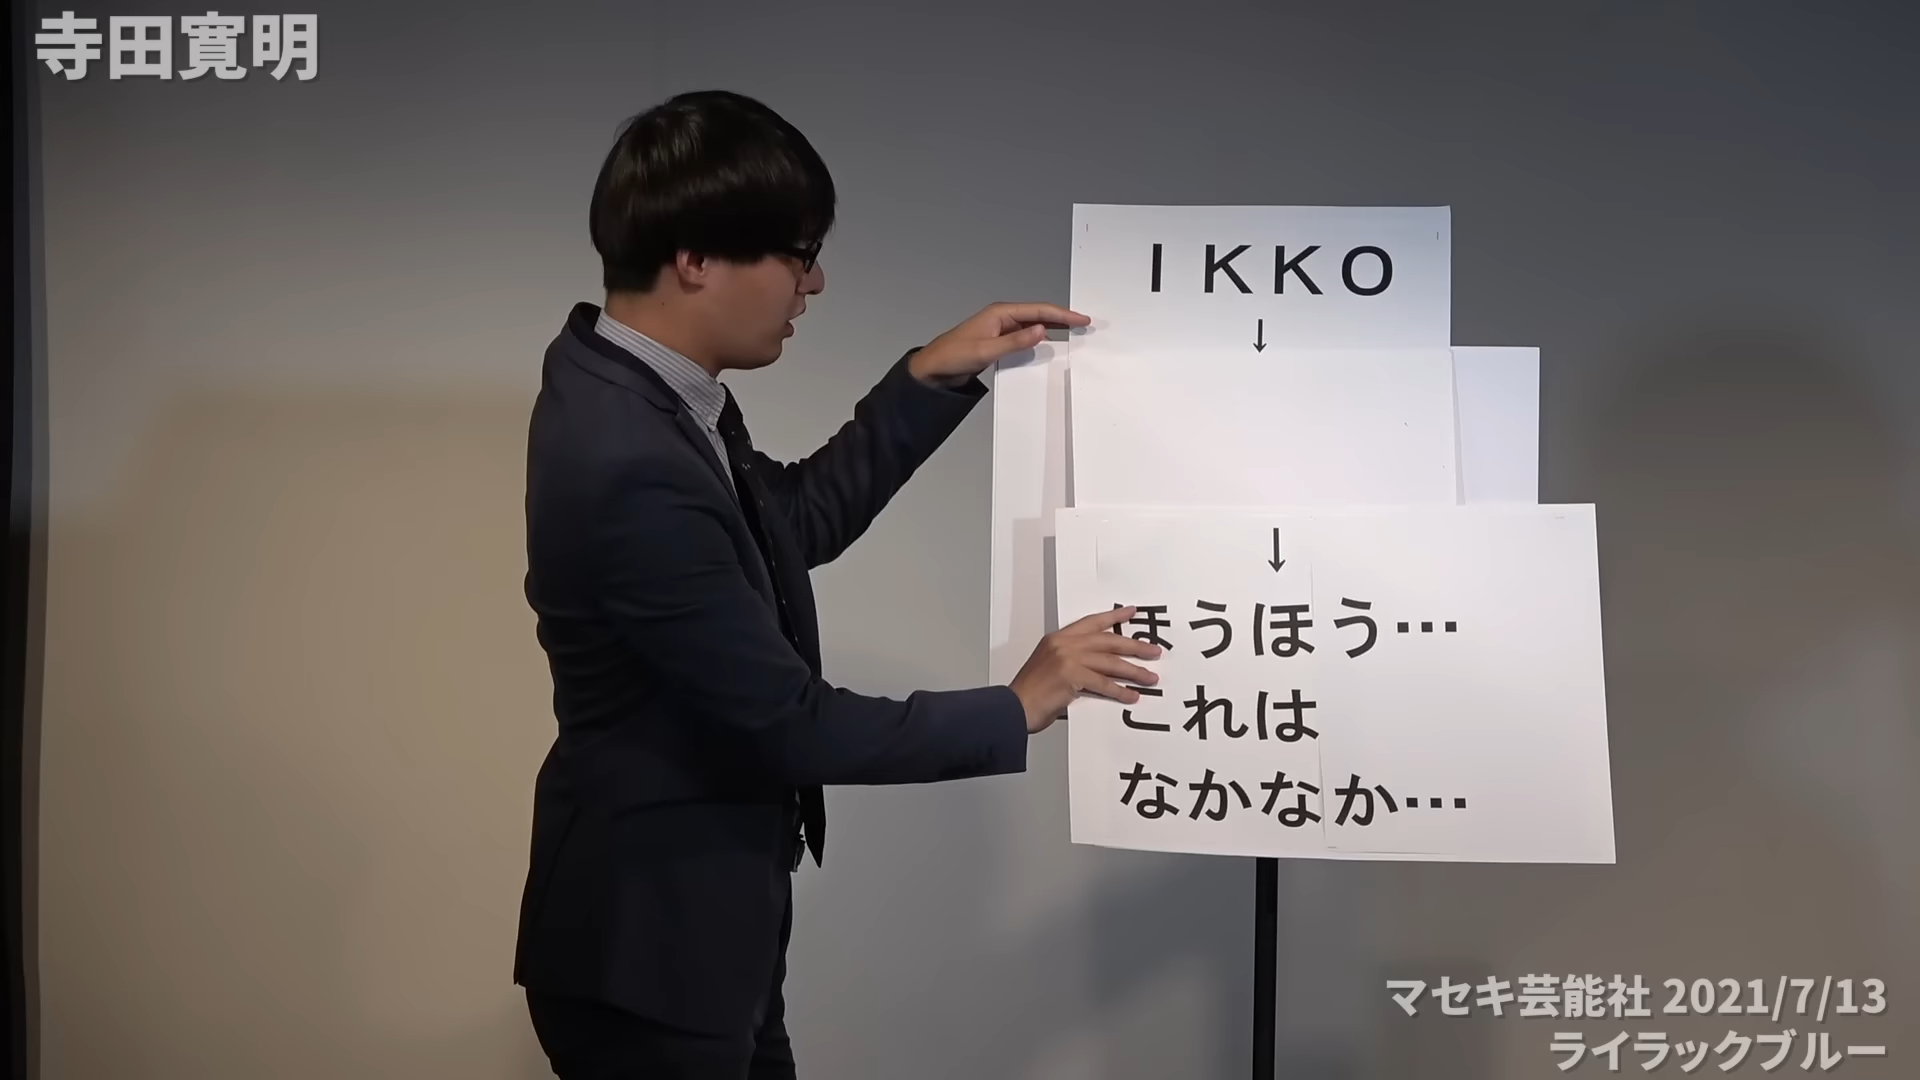 寺田寛明
ＩＫＫＯ
↓
↓
ほうほう…
これは
なかなか…
マセキ芸能社 2021/7/13
ライラックブルー